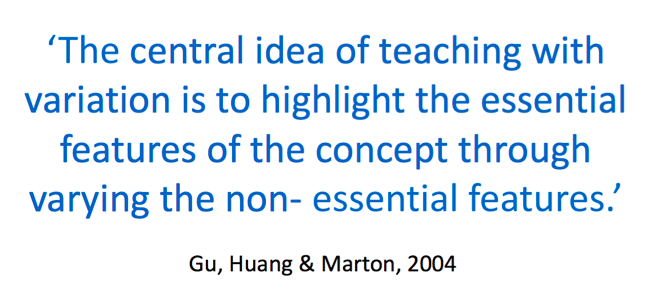 ‘The central idea of teaching with
variation is to highlight the essential
features of the concept through
varying the non- essential features.’
Gu, Huang & Marton, 2004